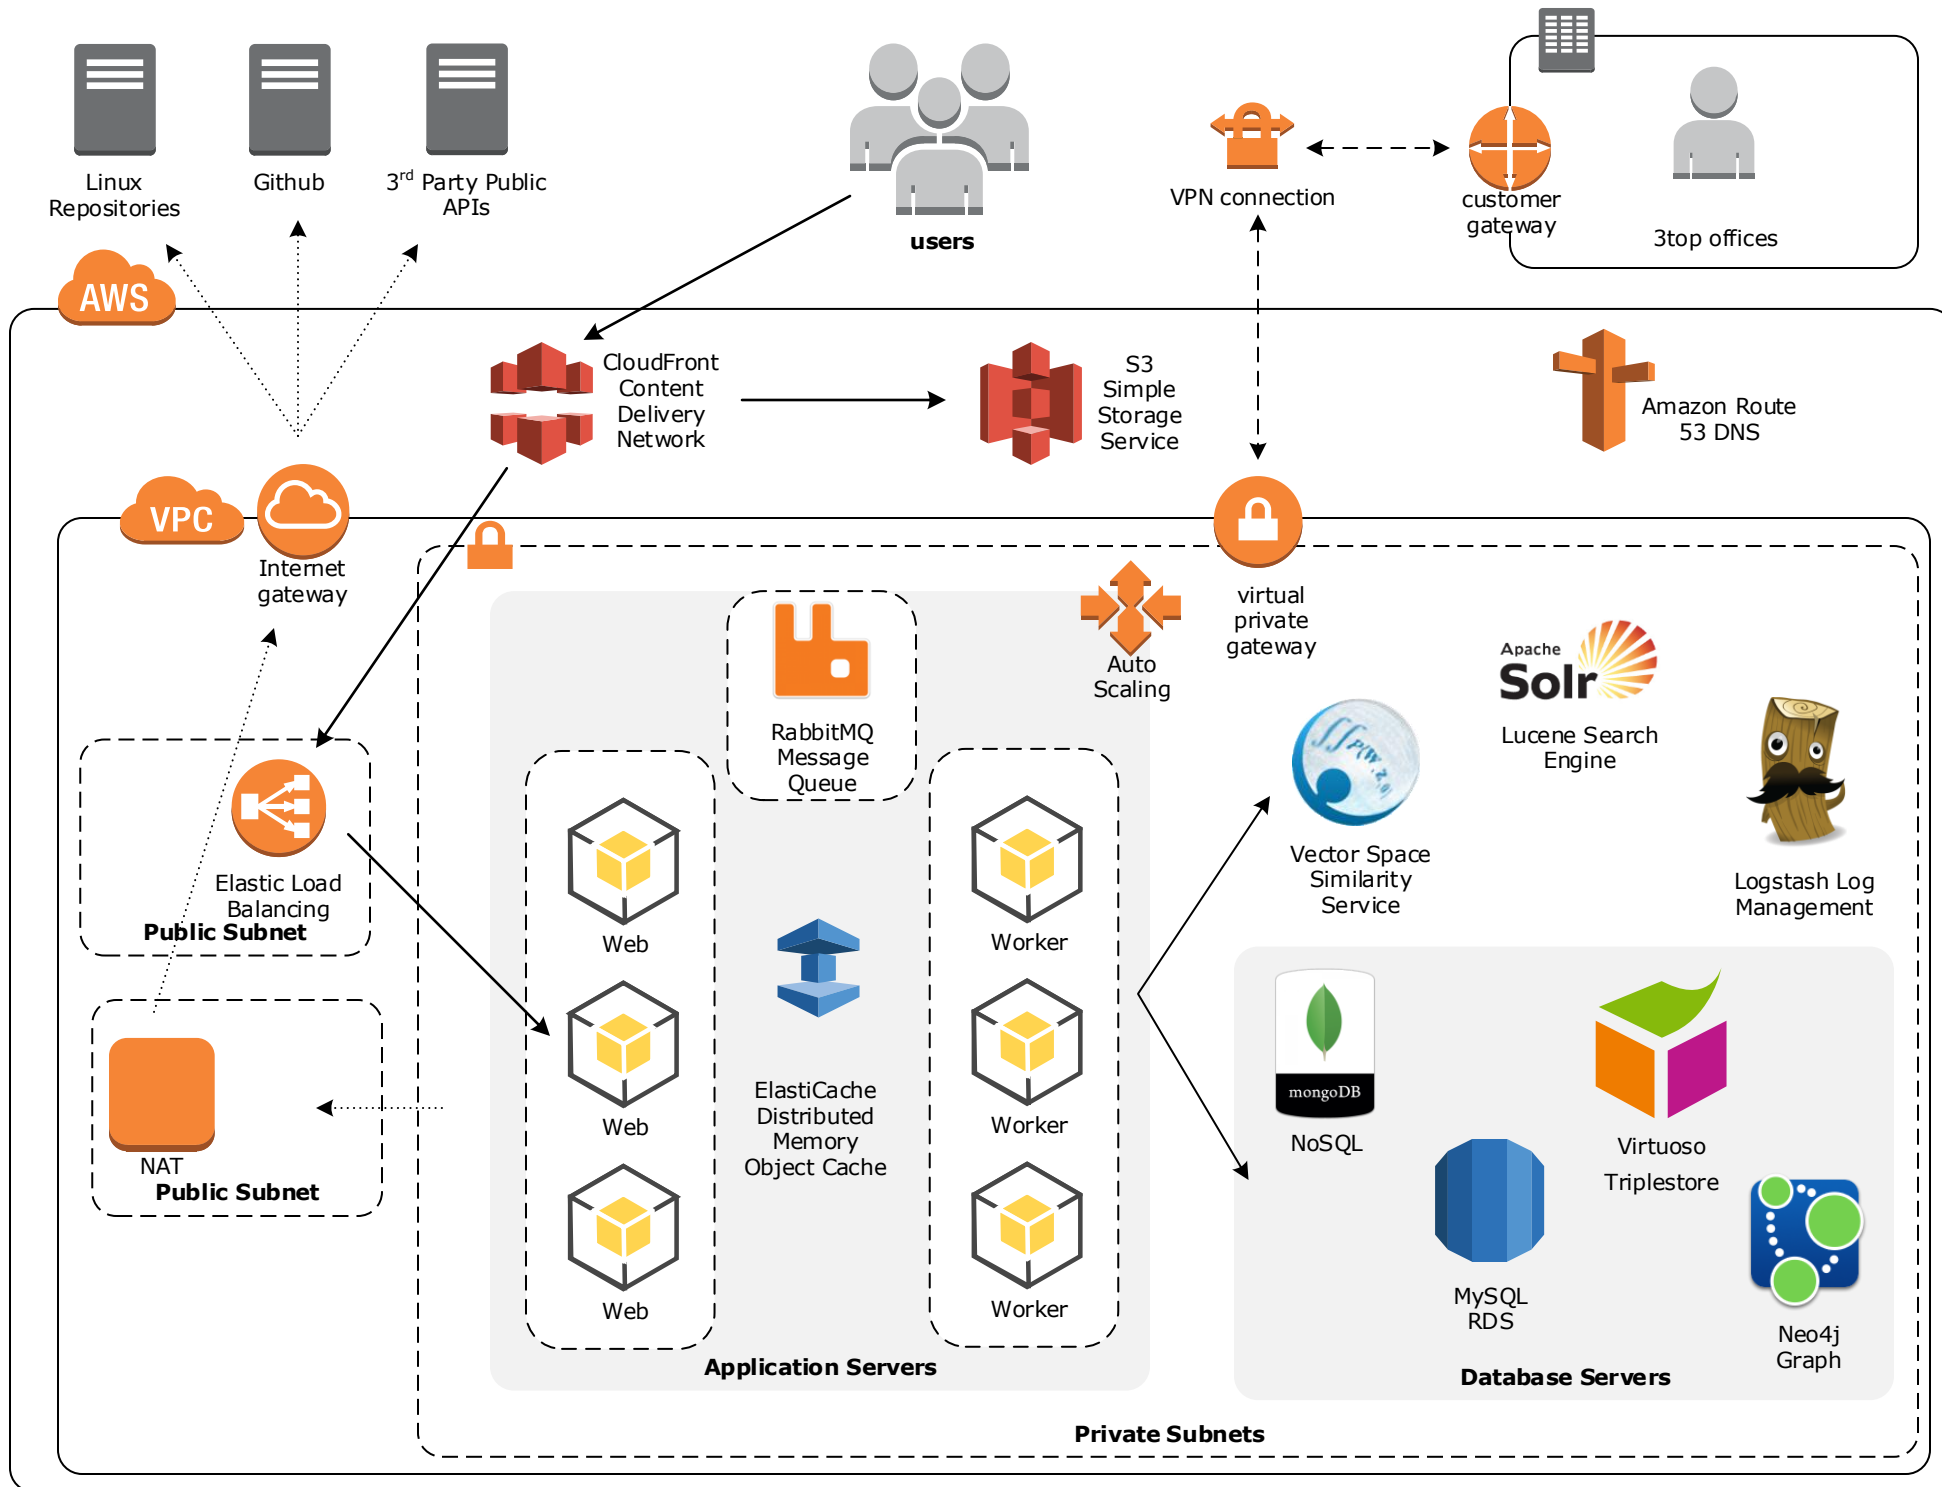 Linux
Repositories
Github
3rd Party Public
APIs
users
VPN connection
customer
gateway
3top offices
AWS
CloudFront
Content
Delivery
Network
S3
Simple
Storage
Service
Amazon Route
53 DNS
VPC
Internet
gateway
virtual
private
gateway
Auto
Scaling
RabbitMQ
Message
Queue
Apache
Solr
Lucene Search
Engine
Vector Space
Similarity
Service
Logstash Log
Management
Elastic Load
Balancing
Public Subnet
NAT
Public Subnet
Web
Web
Web
ElastiCache
Distributed
Memory
Object Cache
Worker
Worker
Worker
Application Servers
mongoDB
NoSQL
Virtuoso
Triplestore
MySQL
RDS
Neo4j
Graph
Database Servers
Private Subnets